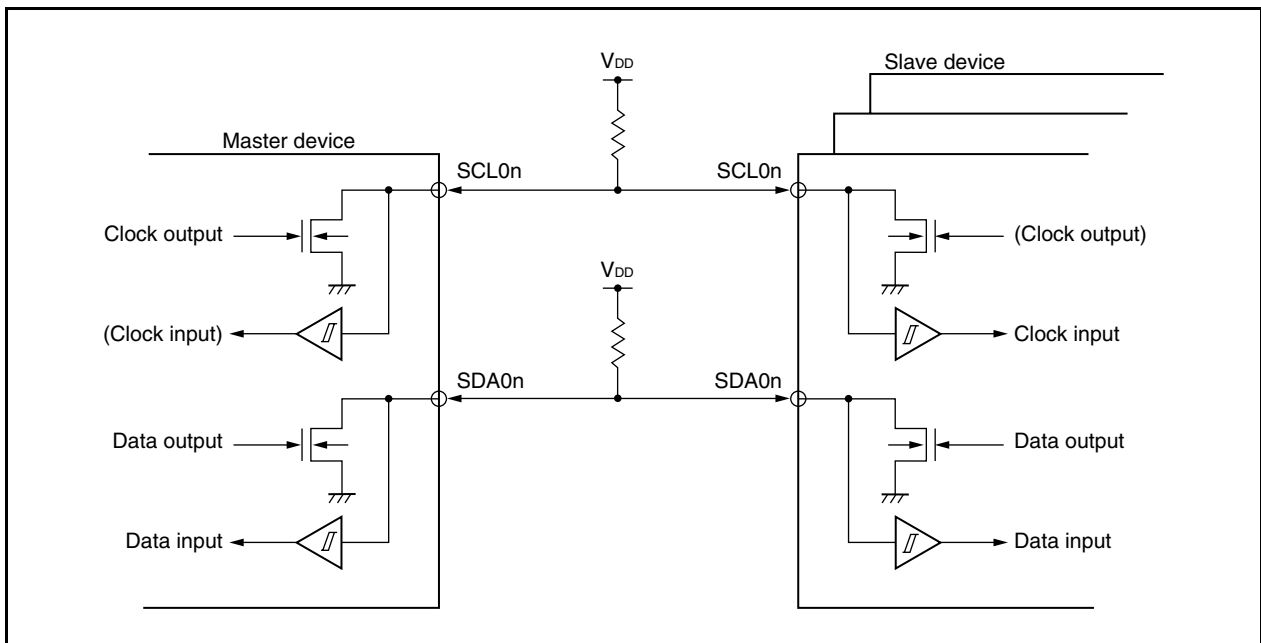 VDD
Slave device
Master device
SCL0n
SCL0n
Clock output
(Clock output)
VDD
(Clock input)
Clock input
SDA0n
SDA0n
Data output
Data output
Data input
Data input